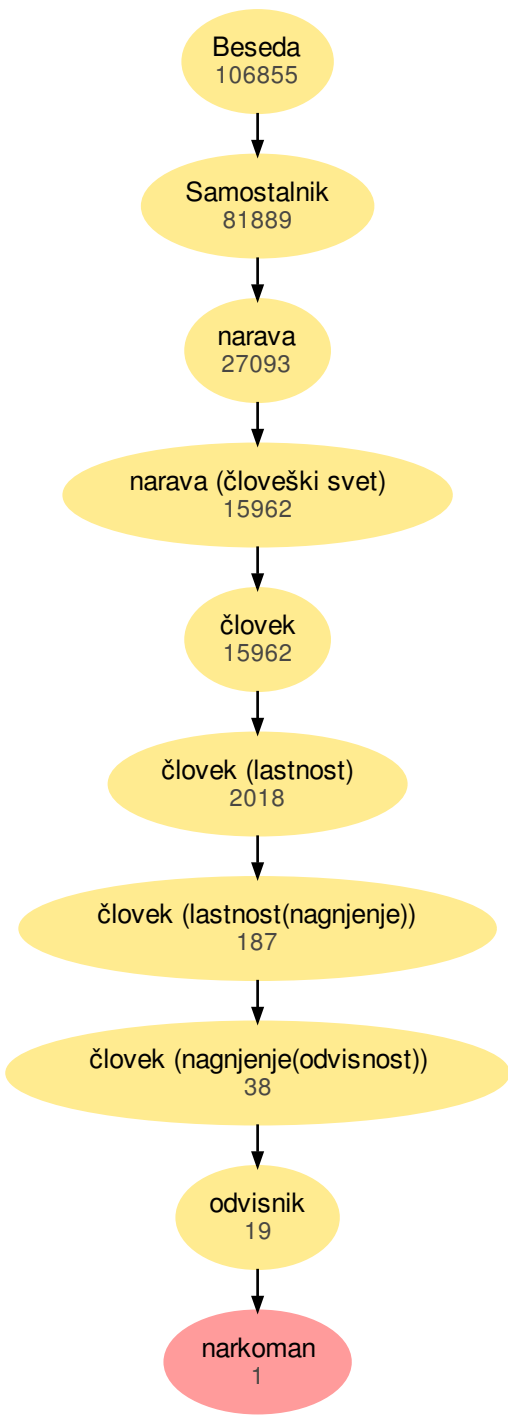 Beseda
106855
Samostalnik
81889
narava
27093
narava (človeški svet)
15962
človek
15962
človek (lastnost)
2018
človek (lastnost(nagnjenje))
187
človek (nagnjenje(odvisnost))
38
odvisnik
19
narkoman
1